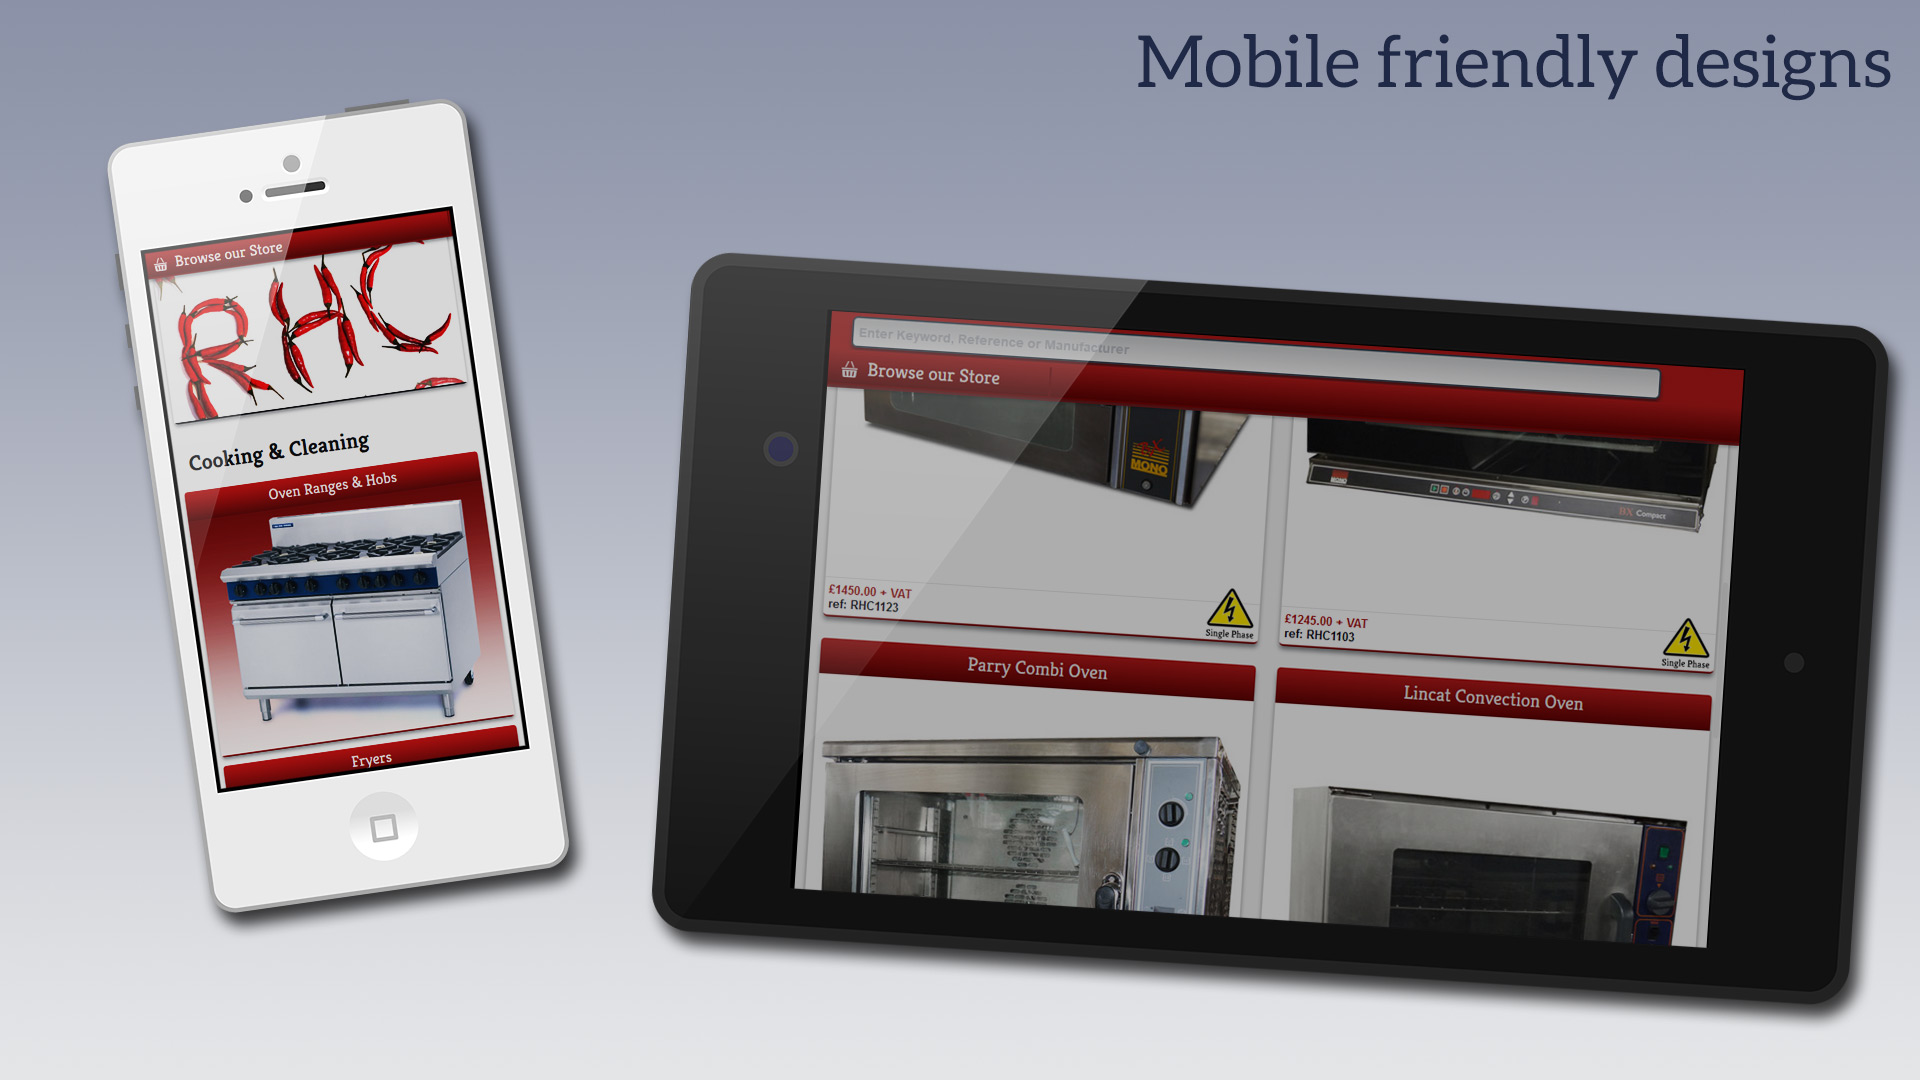 Mobile friendly designs
Browse our Store
RHC
Cooking & Cleaning
Oven Ranges & Hobs
Fryers
Enter Keyword, Reference or Manufacturer
Browse our Store
MONO
BX Compact
£1450.00 + VAT
ref: RHC1123
Single Phase
£1245.00 + VAT
ref: RHC1103
Single Phase
Parry Combi Oven
Lincat Convection Oven